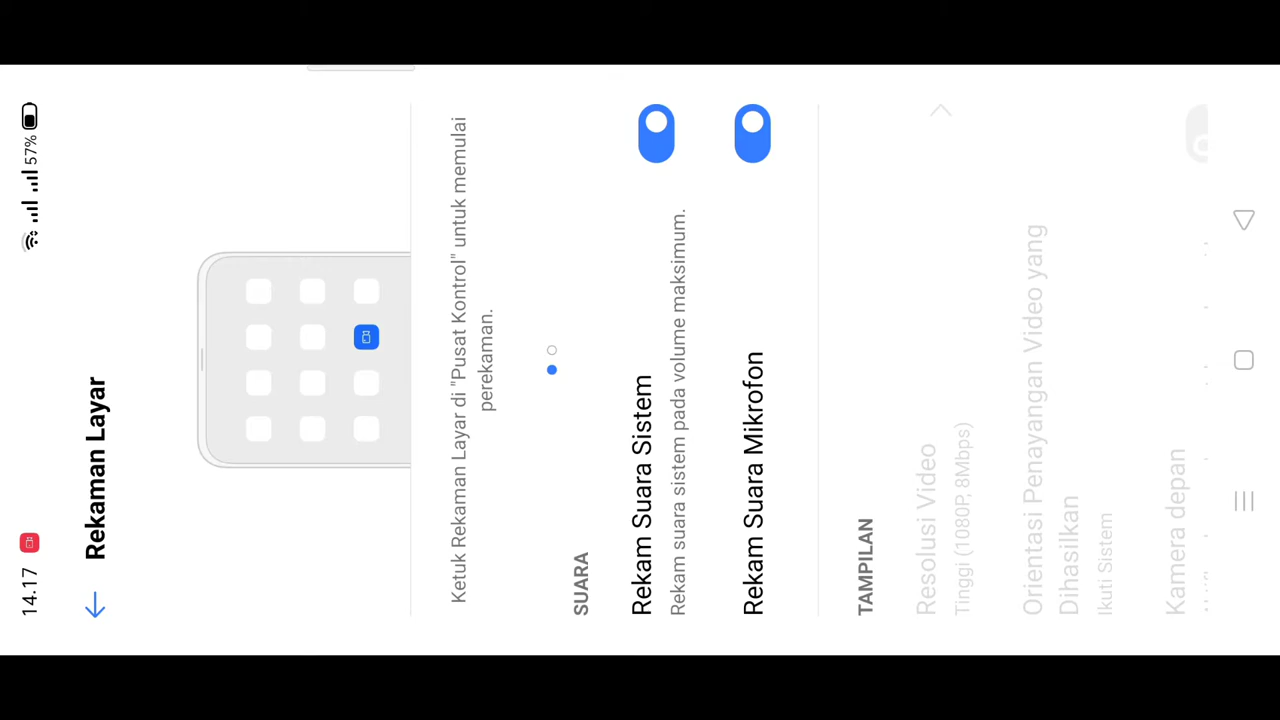 14.17
57%
Rekaman Layar
Ketuk Rekaman Layar di "Pusat Kontrol" untuk memulai
perekaman.
SUARA
Rekam Suara Sistem
Rekam suara sistem pada volume maksimum.
Rekam Suara Mikrofon
TAMPILAN
Resolusi Video
Tinggi (1080P, 8Mbps)
Orientasi Penayangan Video yang
Dihasilkan
Ikuti Sistem
Kamera depan